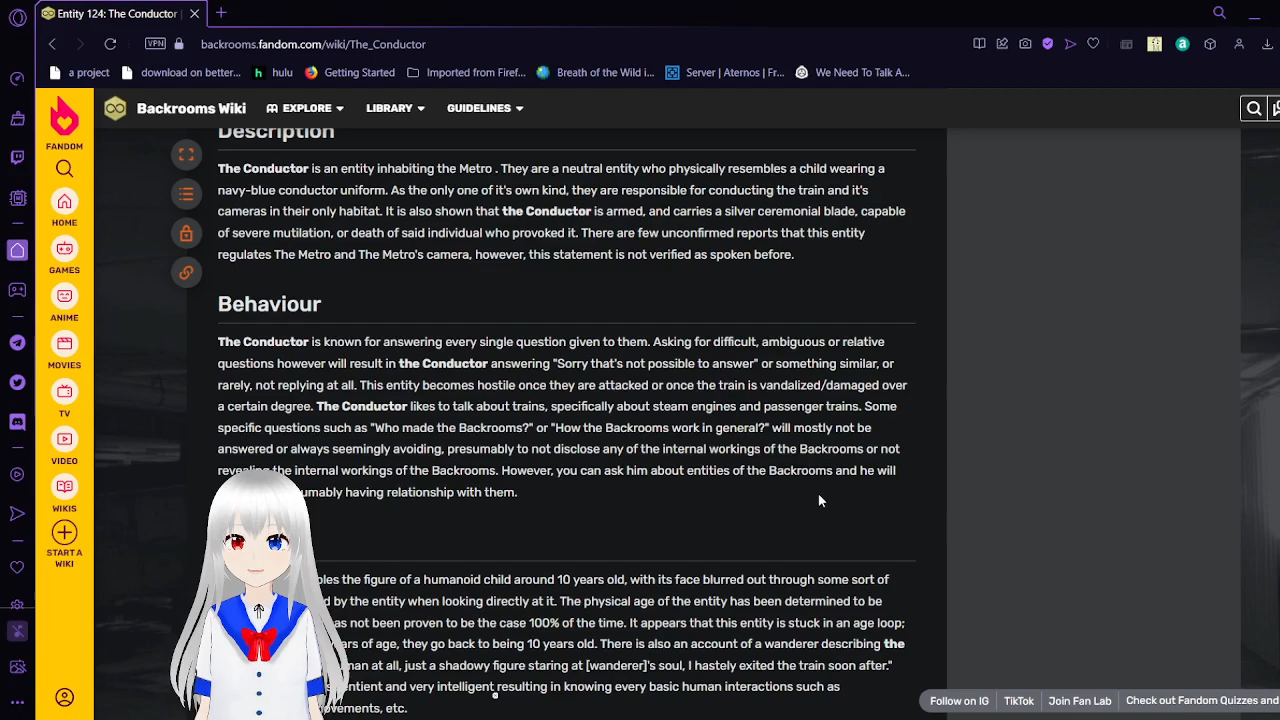 Entity 124: The Conductor |
VPN
backrooms.fandom.com/wiki/The_Conductor
a project
download on better...
hulu
Getting Started
Imported from Firef...
Breath of the Wild i...
Server | Aternos | Fr...
We Need To Talk A...
Backrooms Wiki
EXPLORE
LIBRARY
GUIDELINES
FANDOM
HOME
GAMES
ANIME
MOVIES
TV
VIDEO
WIKIS
START A
WIKI
Description
The Conductor is an entity inhabiting the Metro . They are a neutral entity who physically resembles a child wearing a
navy-blue conductor uniform. As the only one of it's own kind, they are responsible for conducting the train and it's
cameras in their only habitat. It is also shown that the Conductor is armed, and carries a silver ceremonial blade, capable
of severe mutilation, or death of said individual who provoked it. There are few unconfirmed reports that this entity
regulates The Metro and The Metro's camera, however, this statement is not verified as spoken before.
Behaviour
The Conductor is known for answering every single question given to them. Asking for difficult, ambiguous or relative
questions however will result in the Conductor answering "Sorry that's not possible to answer" or something similar, or
rarely, not replying at all. This entity becomes hostile once they are attacked or once the train is vandalized/damaged over
a certain degree. The Conductor likes to talk about trains, specifically about steam engines and passenger trains. Some
specific questions such as "Who made the Backrooms?" or "How the Backrooms work in general?" will mostly not be
answered or always seemingly avoiding, presumably to not disclose any of the internal workings of the Backrooms or not
revealing the internal workings of the Backrooms. However, you can ask him about entities of the Backrooms and he will
having relationship with them.
the figure of a humanoid child around 10 years old, with its face blurred out through some sort of
by the entity when looking directly at it. The physical age of the entity has been determined to be
not been proven to be the case 100% of the time. It appears that this entity is stuck in an age loop;
of age, they go back to being 10 years old. There is also an account of a wanderer describing the
at all, just a shadowy figure staring at [wanderer]'s soul, I hastely exited the train soon after."
and very intelligent resulting in knowing every basic human interactions such as
etc.
Follow on IG
TikTok
Join Fan Lab
Check out Fandom Quizzes and